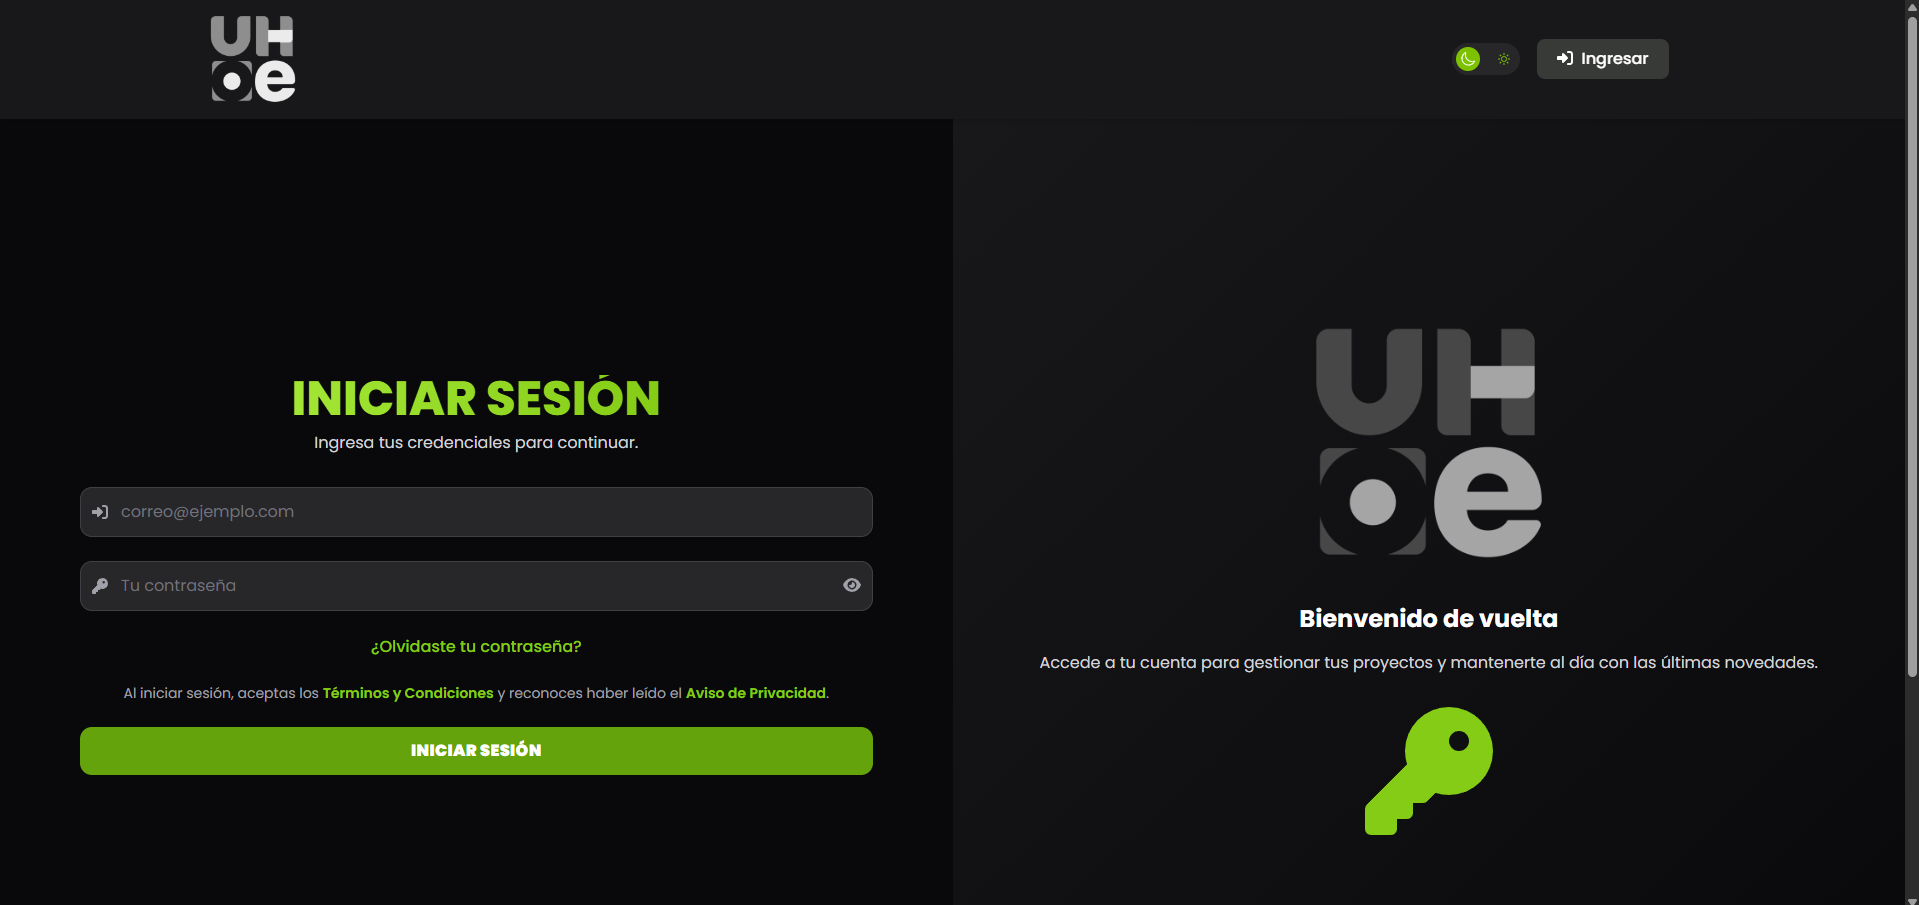 UH
oe
Ingresar
INICIAR SESIÓN
Ingresa tus credenciales para continuar.
correo@ejemplo.com
Tu contraseña
¿Olvidaste tu contraseña?
Al iniciar sesión, aceptas los Términos y Condiciones y reconoces haber leído el Aviso de Privacidad.
INICIAR SESIÓN
UH
oe
Bienvenido de vuelta
Accede a tu cuenta para gestionar tus proyectos y mantenerte al día con las últimas novedades.